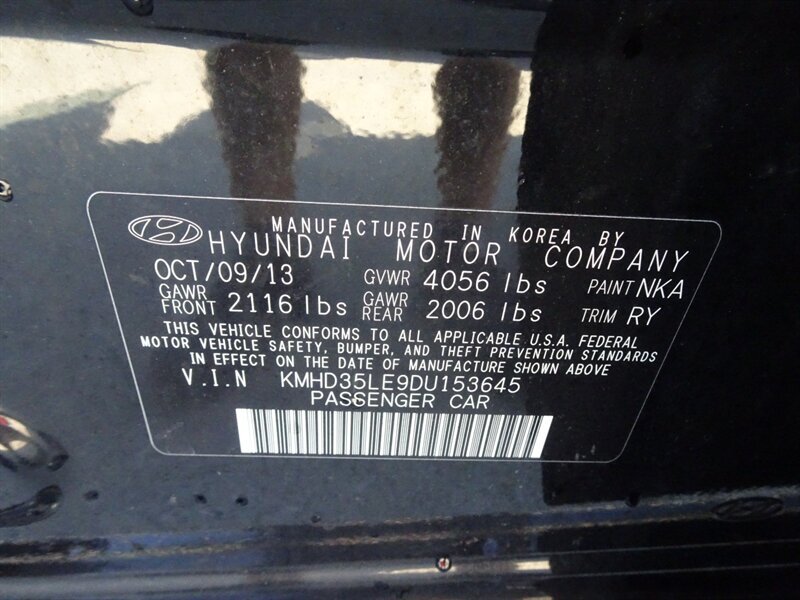 MANUFACTURED IN KOREA BY
HYUNDAI MOTOR COMPANY
OCT/09/13 GVWR 4056 lbs PAINT NKA
GAWR FRONT 2116 lbs GAWR REAR 2006 lbs TRIM RY
THIS VEHICLE CONFORMS TO ALL APPLICABLE U.S.A. FEDERAL
MOTOR VEHICLE SAFETY, BUMPER, AND THEFT PREVENTION STANDARDS
IN EFFECT ON THE DATE OF MANUFACTURE SHOWN ABOVE
V.I.N KMHD35LE9DU153645
PASSENGER CAR